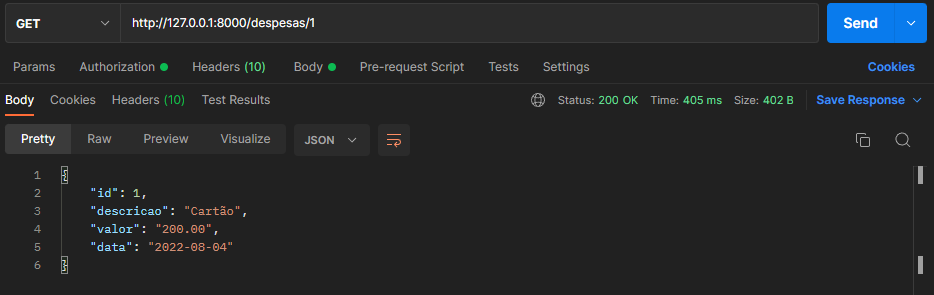 GET http://127.0.0.1:8000/despesas/1 Send
Params Authorization Headers (10) Body Pre-request Script Tests Settings Cookies
Body Cookies Headers (10) Test Results Status: 200 OK Time: 405 ms Size: 402 B Save Response
Pretty Raw Preview Visualize JSON
1 {
2 "id": 1,
3 "descricao": "Cartão",
4 "valor": "200.00",
5 "data": "2022-08-04"
6 }